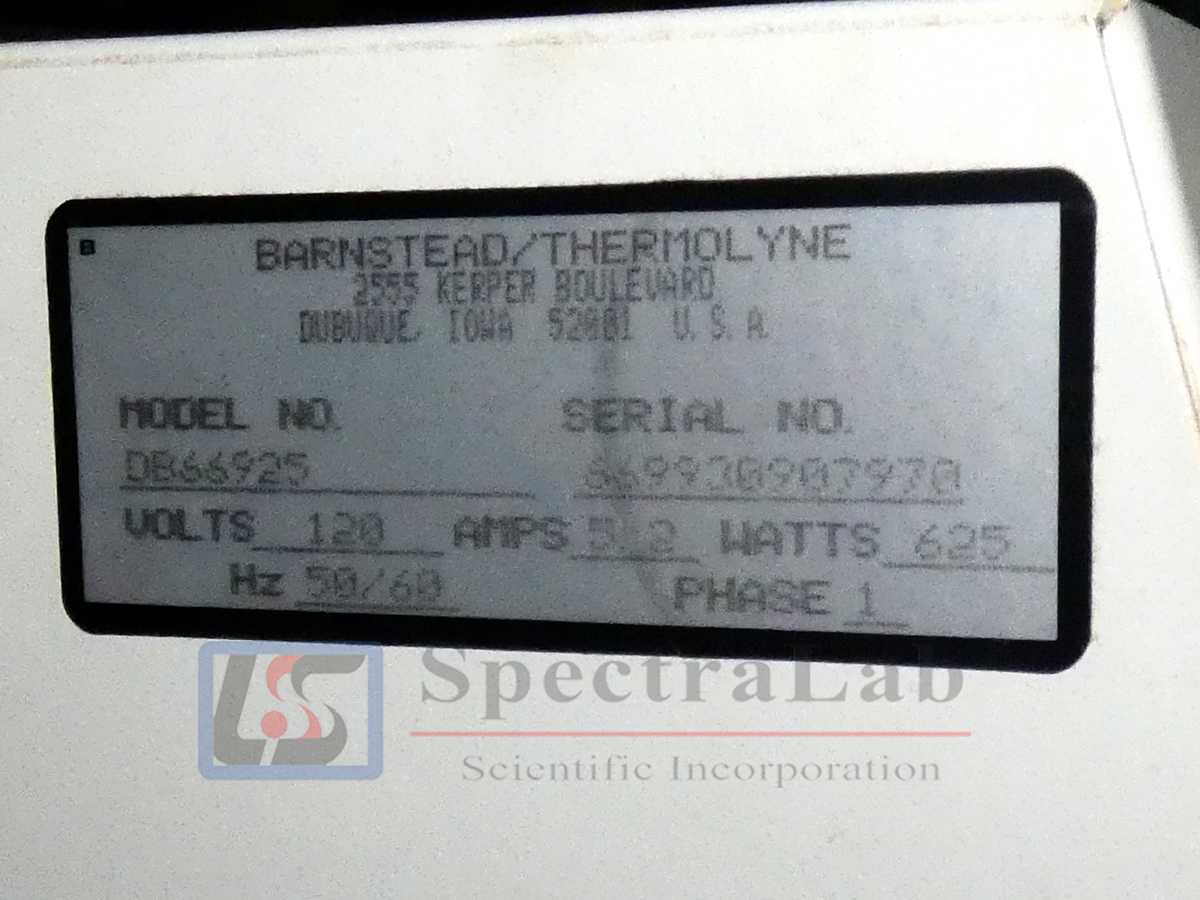 B
BARNSTEAD/THERMOLYNE
2555 KERPER BOULEVARD
DUBUQUE, IOWA 52001 U.S.A.
MODEL NO. SERIAL NO.
DB66925
VOLTS 120 AMPS WATTS 625
Hz 50/60 PHASE 1
LS SpectraLab
Scientific Incorporation